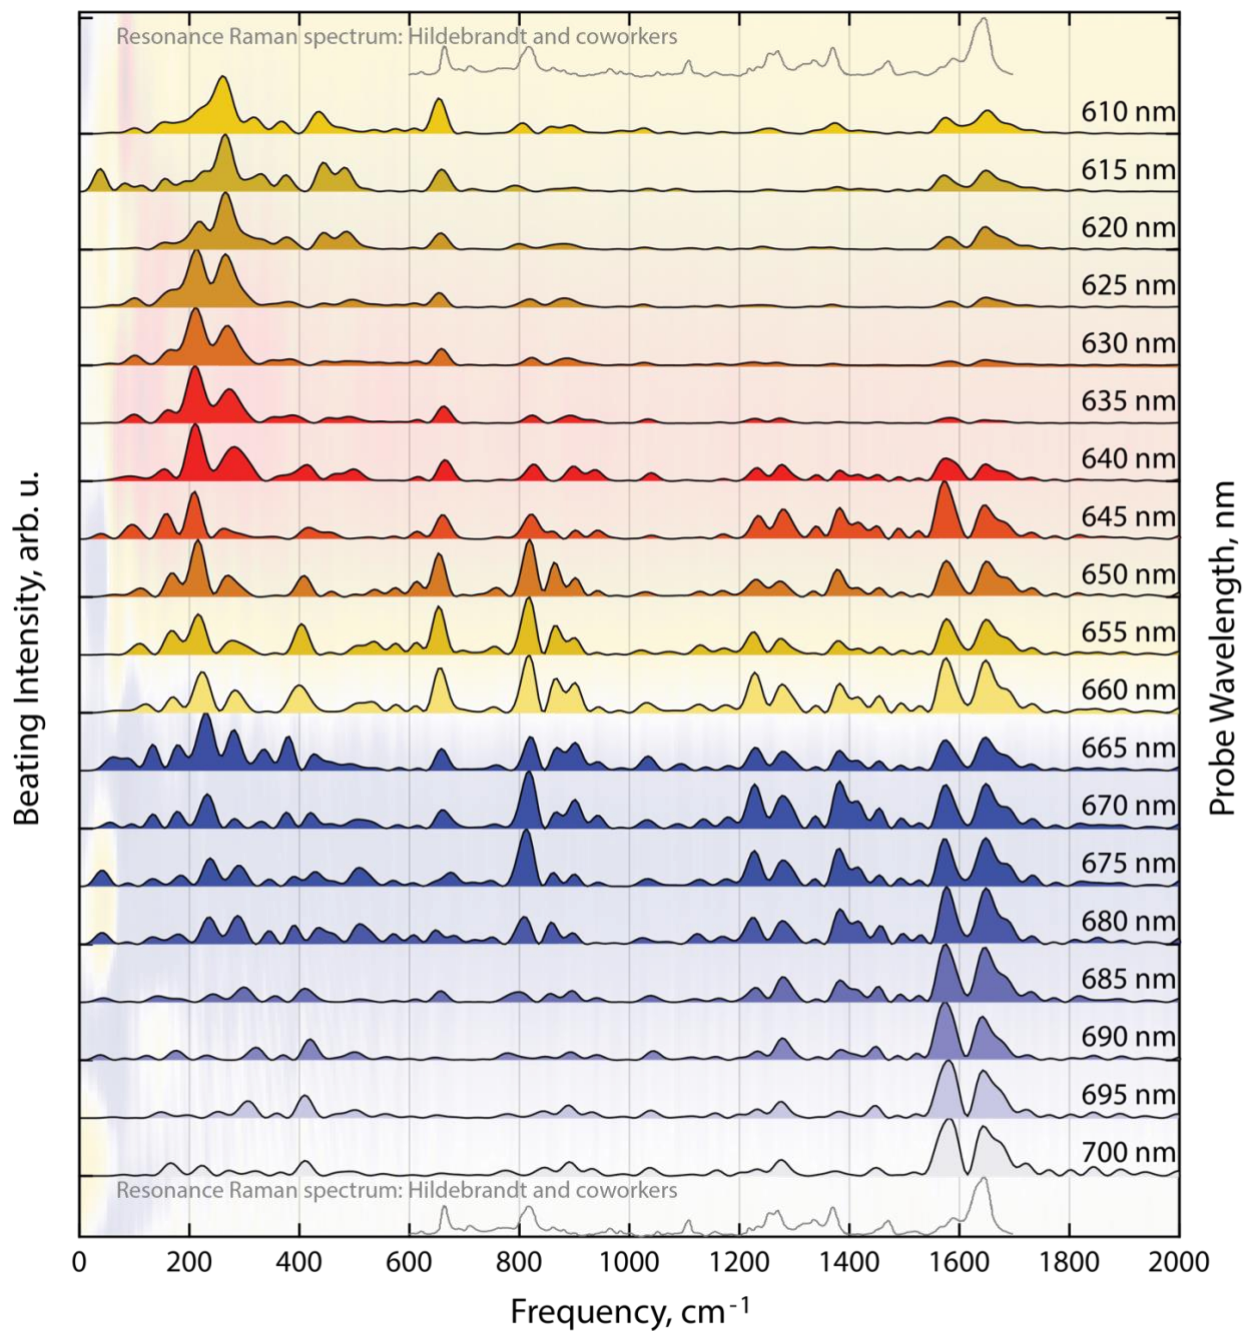 Resonance Raman spectrum: Hildebrandt and coworkers
610 nm
615 nm
620 nm
625 nm
630 nm
635 nm
640 nm
645 nm
650 nm
655 nm
660 nm
665 nm
670 nm
675 nm
680 nm
685 nm
690 nm
695 nm
700 nm
Resonance Raman spectrum: Hildebrandt and coworkers
Beating Intensity, arb. u.
Probe Wavelength, nm
0 200 400 600 800 1000 1200 1400 1600 1800 2000
Frequency, cm⁻¹